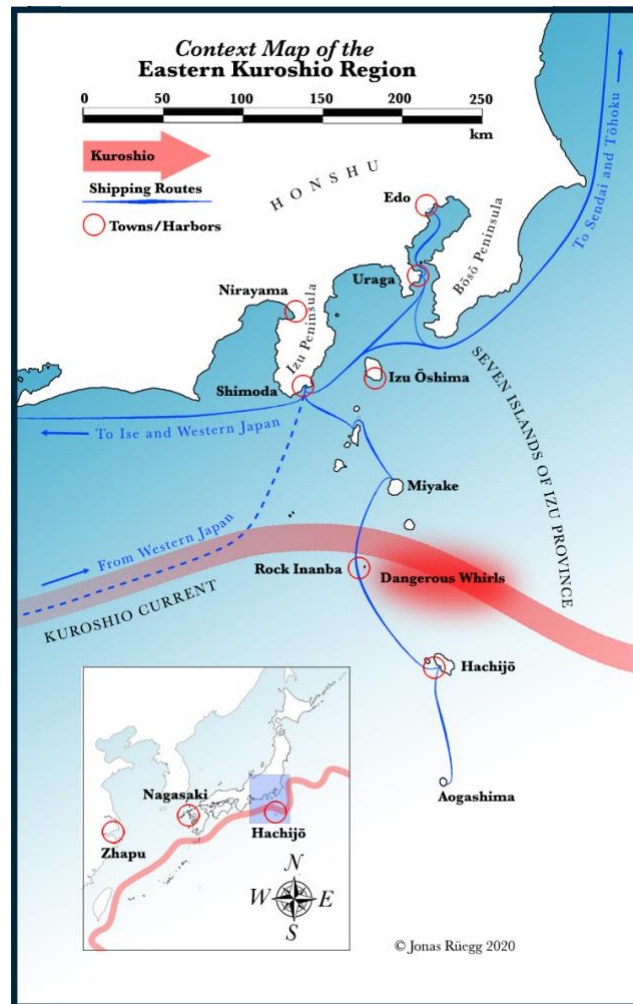 Context Map of the
Eastern Kuroshio Region
0 50 100 150 200 250
km
Kuroshio
Shipping Routes
Towns/Harbors
HONSHU
Edo
To Sendai and Tōhoku
Bōsō Peninsula
Uraga
Nirayama
Izu Peninsula
Izu Ōshima
Shimoda
SEVEN ISLANDS OF IZU PROVINCE
To Ise and Western Japan
Miyake
From Western Japan
Rock Inanba
Dangerous Whirls
KUROSHIO CURRENT
Hachijō
Aogashima
Nagasaki
Hachijō
Zhapu
N
W E
S
© Jonas Rüegg 2020